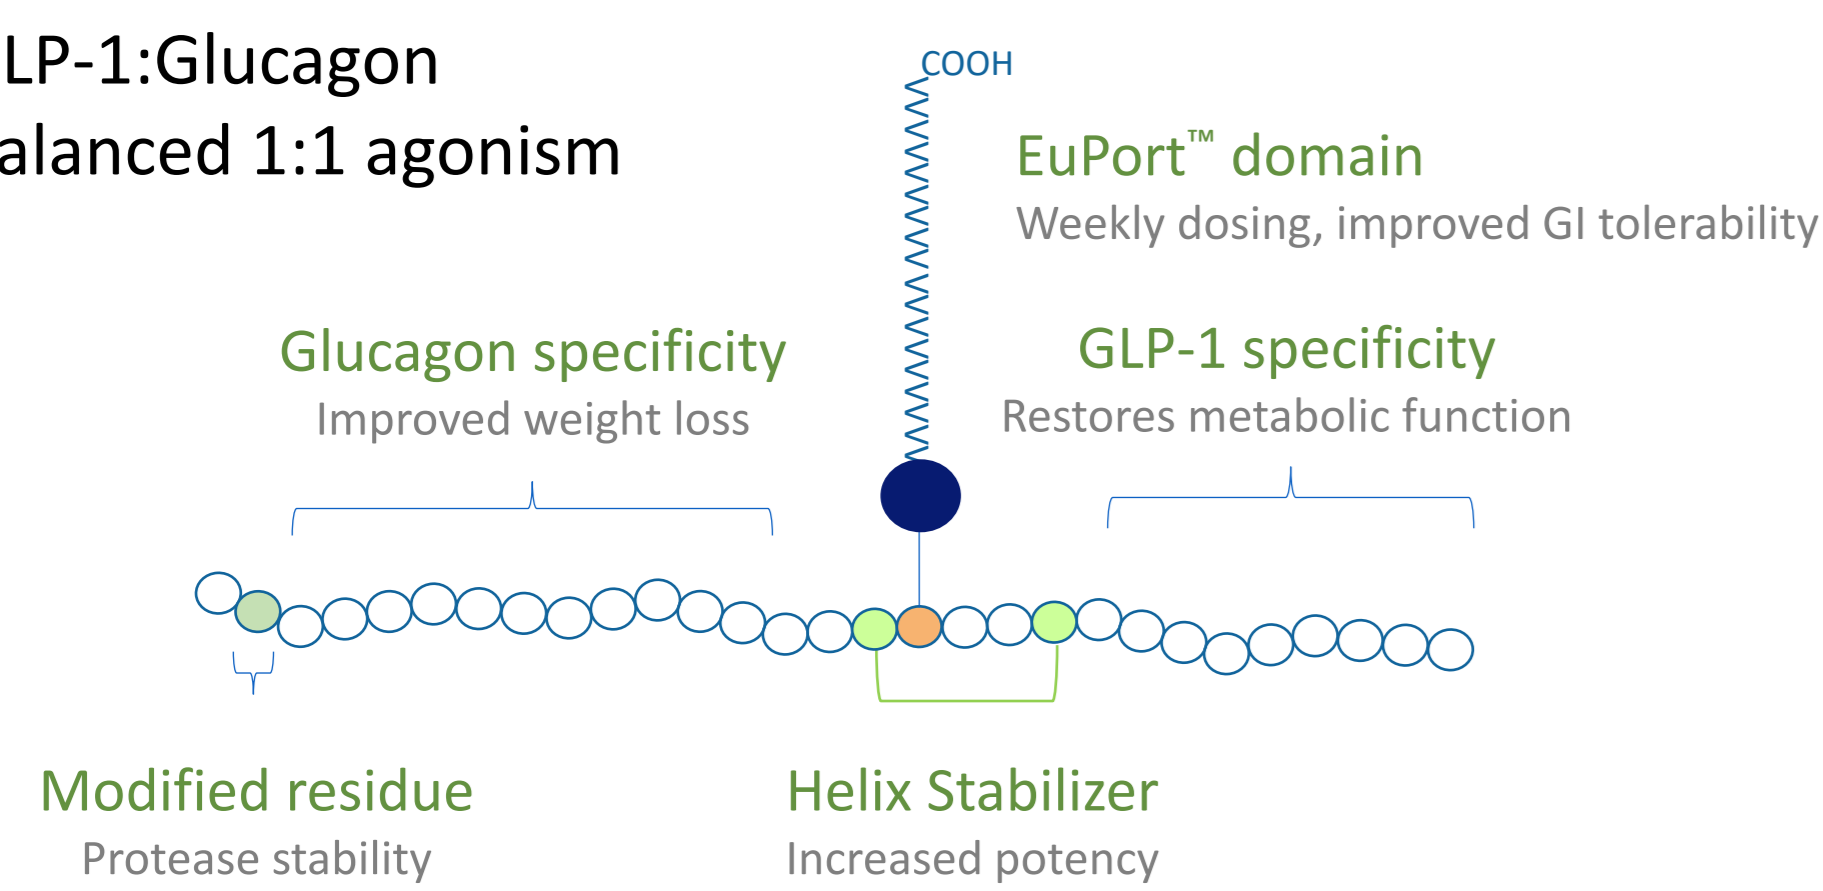 LP-1:Glucagon
alanced 1:1 agonism
COOH
EuPort™ domain
Weekly dosing, improved GI tolerability
Glucagon specificity
Improved weight loss
GLP-1 specificity
Restores metabolic function
Modified residue
Protease stability
Helix Stabilizer
Increased potency